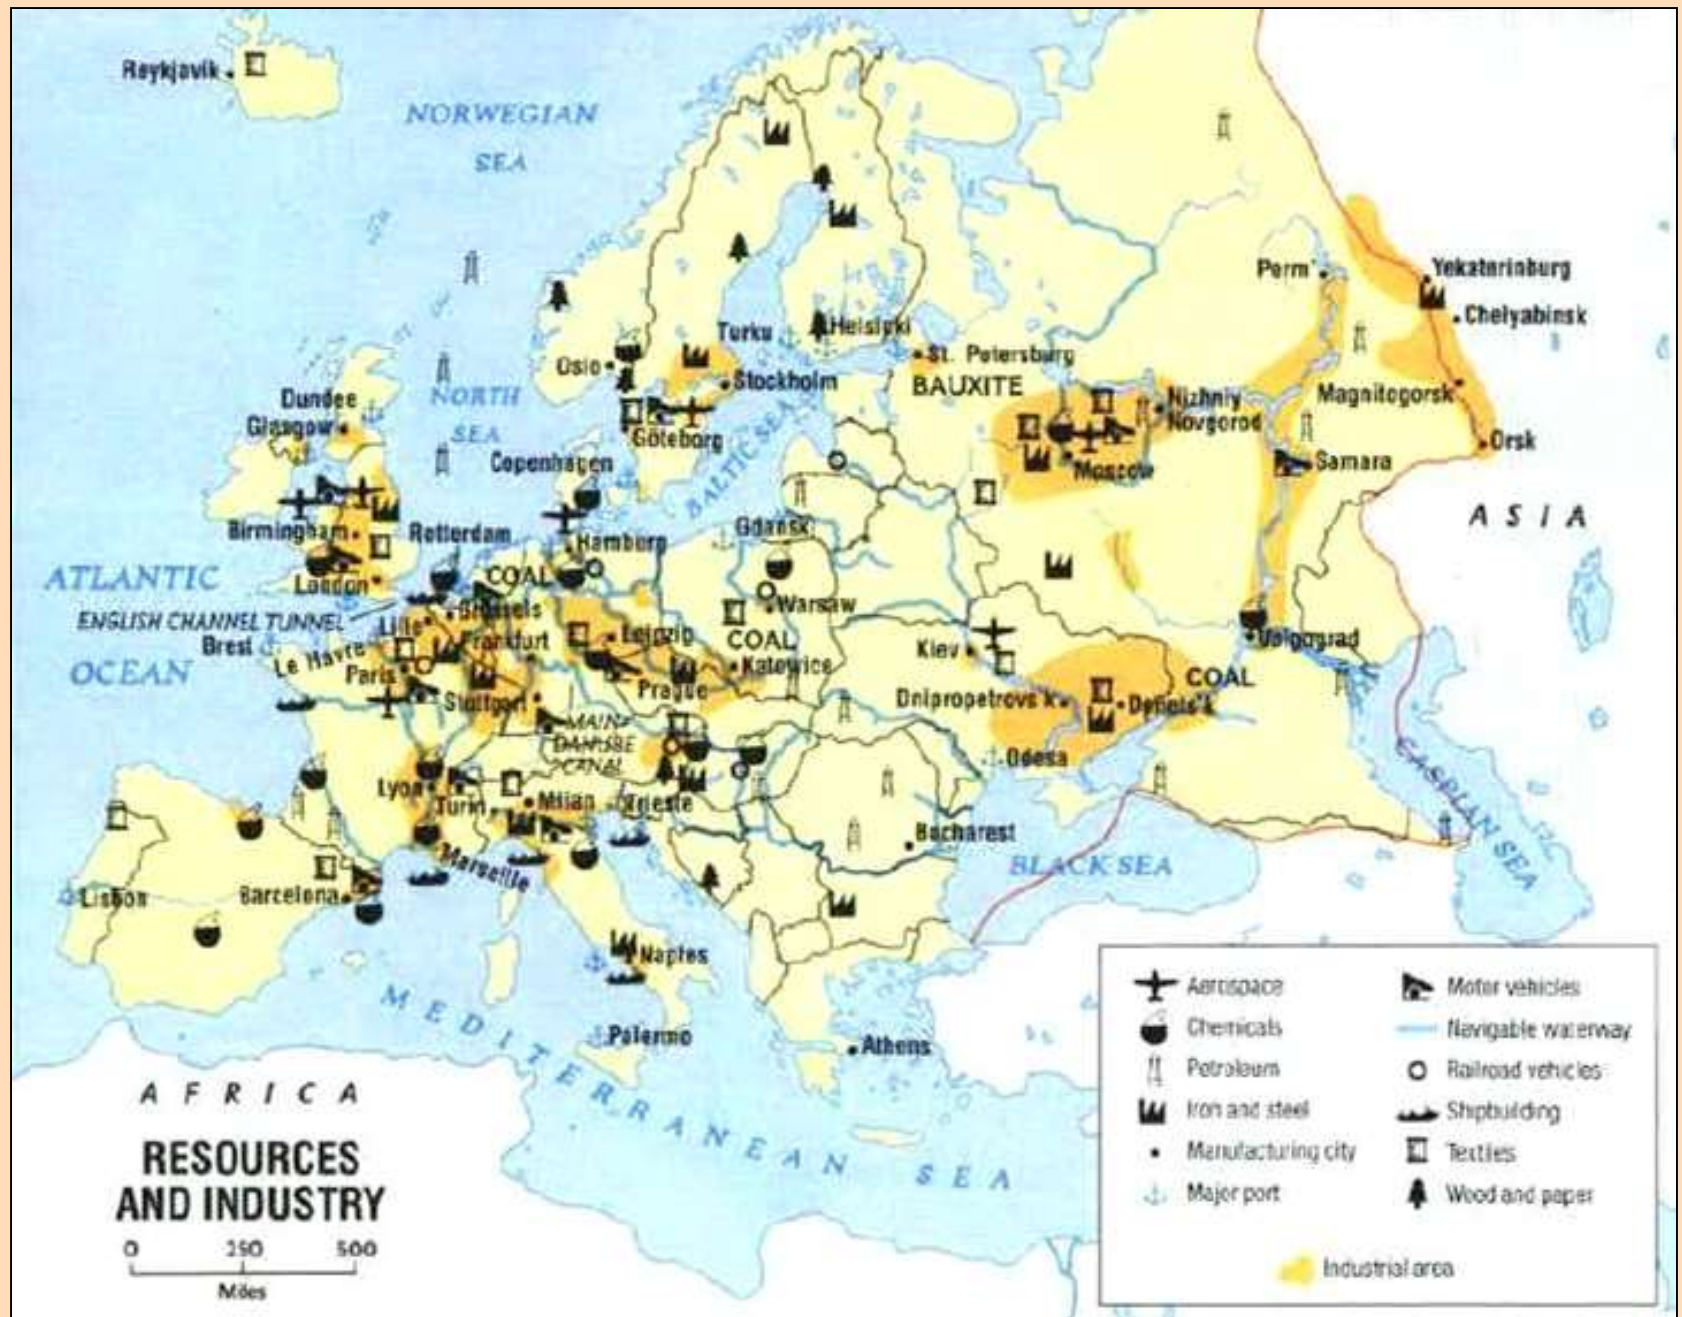 Reykjavik
NORWEGIAN
SEA
Perm'
Yekaterinburg
Chelyabinsk
Turku
Helsinki
Oslo
St. Petersburg
BAUXITE
Stockholm
Dundee
NORTH
SEA
Magnitogorsk
Nizhniy
Novgorod
Glasgow
Göteborg
Orsk
Copenhagen
BALTIC SEA
Moscow
Samara
ASIA
Birmingham
Rotterdam
Gdansk
Hamburg
ATLANTIC
OCEAN
London
COAL
ENGLISH CHANNEL TUNNEL
Brussels
Warsaw
Lille
Brest
Le Havre
Frankfurt
Leipzig
COAL
Kiev
Volgograd
Paris
Katowice
COAL
Prague
Stuttgart
Dnipropetrovs'k
Donets'k
MAIN-
DANUBE
CANAL
Odesa
CASPIAN SEA
Lyon
Turin
Milan
Trieste
Bucharest
BLACK SEA
Marseille
Lisbon
Barcelona
Naples
MEDITERRANEAN SEA
Palermo
Athens
AFRICA
RESOURCES
AND INDUSTRY
0 250 500
Miles
Aerospace
Chemicals
Petroleum
Iron and steel
Manufacturing city
Major port
Motor vehicles
Navigable waterway
Railroad vehicles
Shipbuilding
Textiles
Wood and paper
Industrial area